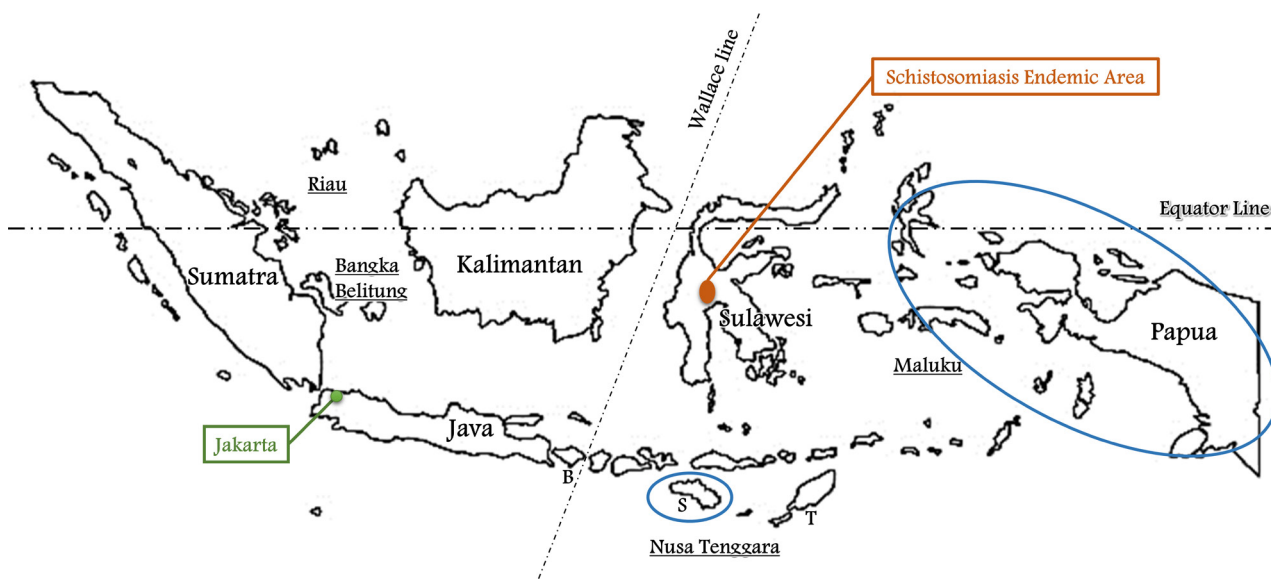 Wallace line
Schistosomiasis Endemic Area
Riau
Equator Line
Sumatra
Bangka
Belitung
Kalimantan
Sulawesi
Papua
Maluku
Jakarta
Java
B
S
T
Nusa Tenggara